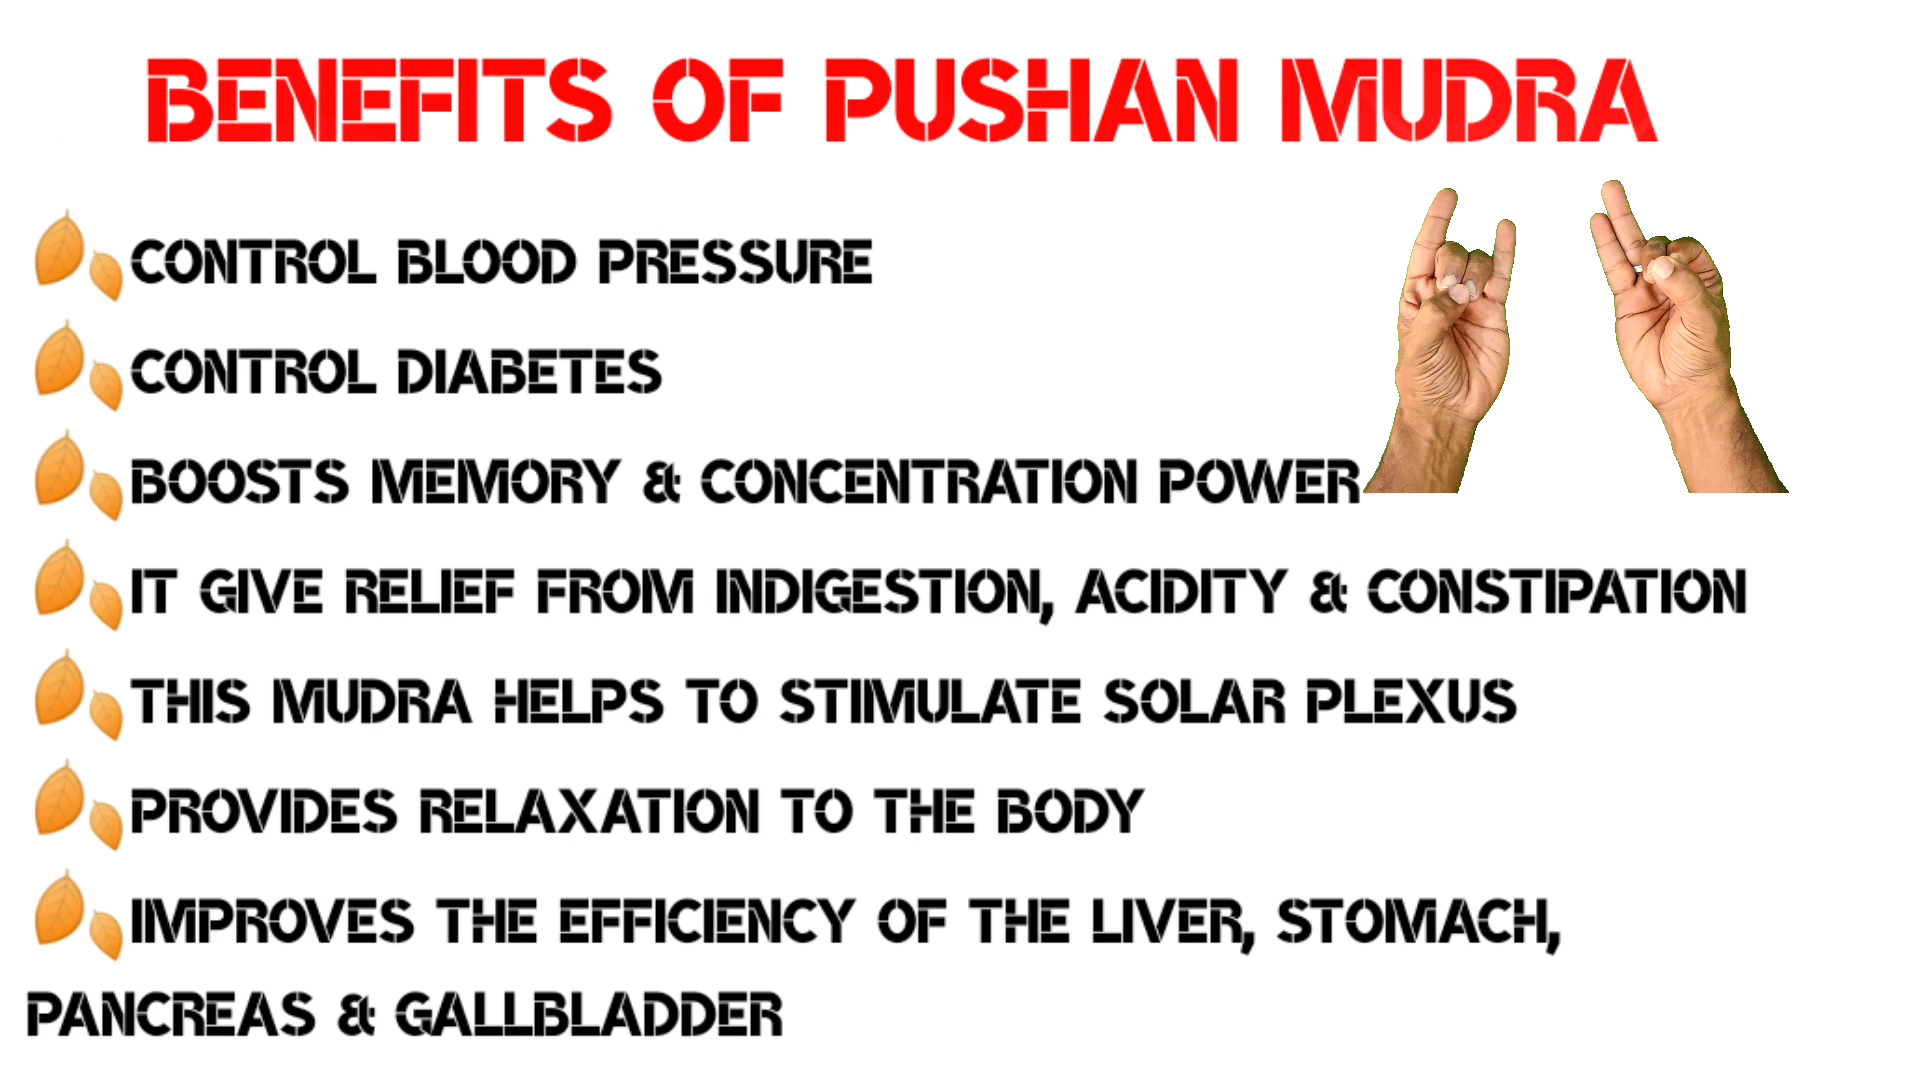 BENEFITS OF PUSHAN MUDRA
CONTROL BLOOD PRESSURE
CONTROL DIABETES
BOOSTS MEMORY & CONCENTRATION POWER
IT GIVE RELIEF FROM INDIGESTION, ACIDITY & CONSTIPATION
THIS MUDRA HELPS TO STIMULATE SOLAR PLEXUS
PROVIDES RELAXATION TO THE BODY
IMPROVES THE EFFICIENCY OF THE LIVER, STOMACH,
PANCREAS & GALLBLADDER